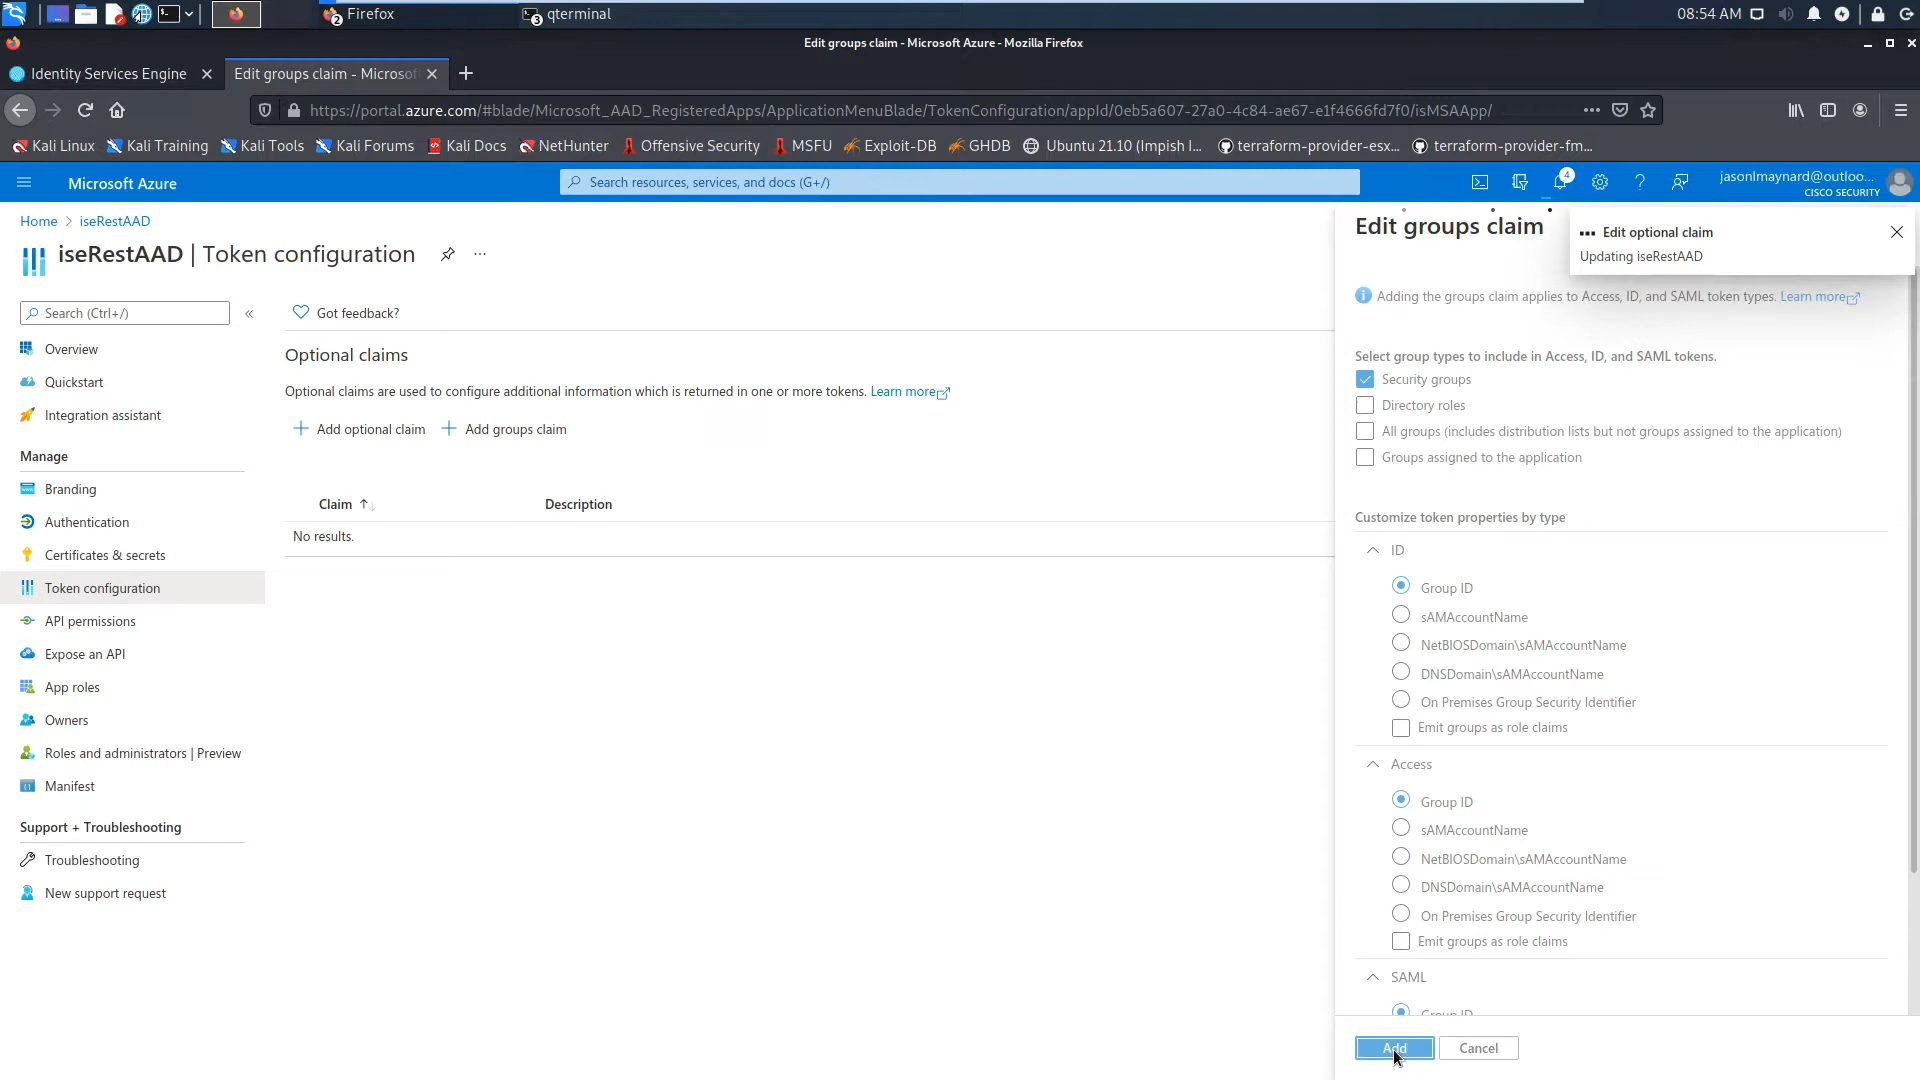 08:54 AM
2 Firefox
3 qterminal
Edit groups claim - Microsoft Azure - Mozilla Firefox
Identity Services Engine
Edit groups claim - Microsof
https://portal.azure.com/#blade/Microsoft_AAD_RegisteredApps/ApplicationMenuBlade/TokenConfiguration/appId/0eb5a607-27a0-4c84-ae67-e1f4666fd7f0/isMSAApp/
Kali Linux Kali Training Kali Tools Kali Forums Kali Docs NetHunter Offensive Security MSFU Exploit-DB GHDB Ubuntu 21.10 (Impish I... terraform-provider-esx... terraform-provider-fm...
Microsoft Azure
Search resources, services, and docs (G+/)
4
jasonlmaynard@outloo...
CISCO SECURITY
Home > iseRestAAD
iseRestAAD | Token configuration
Search (Ctrl+/)
«
Overview
Quickstart
Integration assistant
Manage
Branding
Authentication
Certificates & secrets
Token configuration
API permissions
Expose an API
App roles
Owners
Roles and administrators | Preview
Manifest
Support + Troubleshooting
Troubleshooting
New support request
Got feedback?
Optional claims
Optional claims are used to configure additional information which is returned in one or more tokens. Learn more
Add optional claim
Add groups claim
Claim Description
No results.
Edit groups claim
Edit optional claim
Updating iseRestAAD
Adding the groups claim applies to Access, ID, and SAML token types. Learn more
Select group types to include in Access, ID, and SAML tokens.
Security groups
Directory roles
All groups (includes distribution lists but not groups assigned to the application)
Groups assigned to the application
Customize token properties by type
ID
Group ID
sAMAccountName
NetBIOSDomain\sAMAccountName
DNSDomain\sAMAccountName
On Premises Group Security Identifier
Emit groups as role claims
Access
Group ID
sAMAccountName
NetBIOSDomain\sAMAccountName
DNSDomain\sAMAccountName
On Premises Group Security Identifier
Emit groups as role claims
SAML
Group ID
Add
Cancel